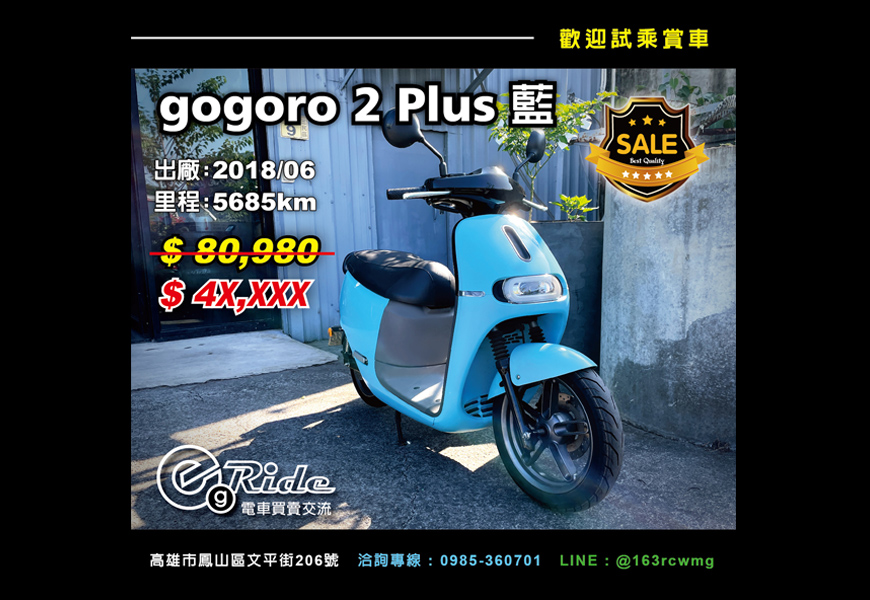 歡迎試乘賞車
gogoro 2 Plus 藍
SALE
Best Quality
出廠:2018/06
里程:5685km
$ 80,980
$ 4X,XXX
9
eg Ride
電車買賣交流
高雄市鳳山區文平街206號 洽詢專線:0985-360701 LINE:@163rcwmg